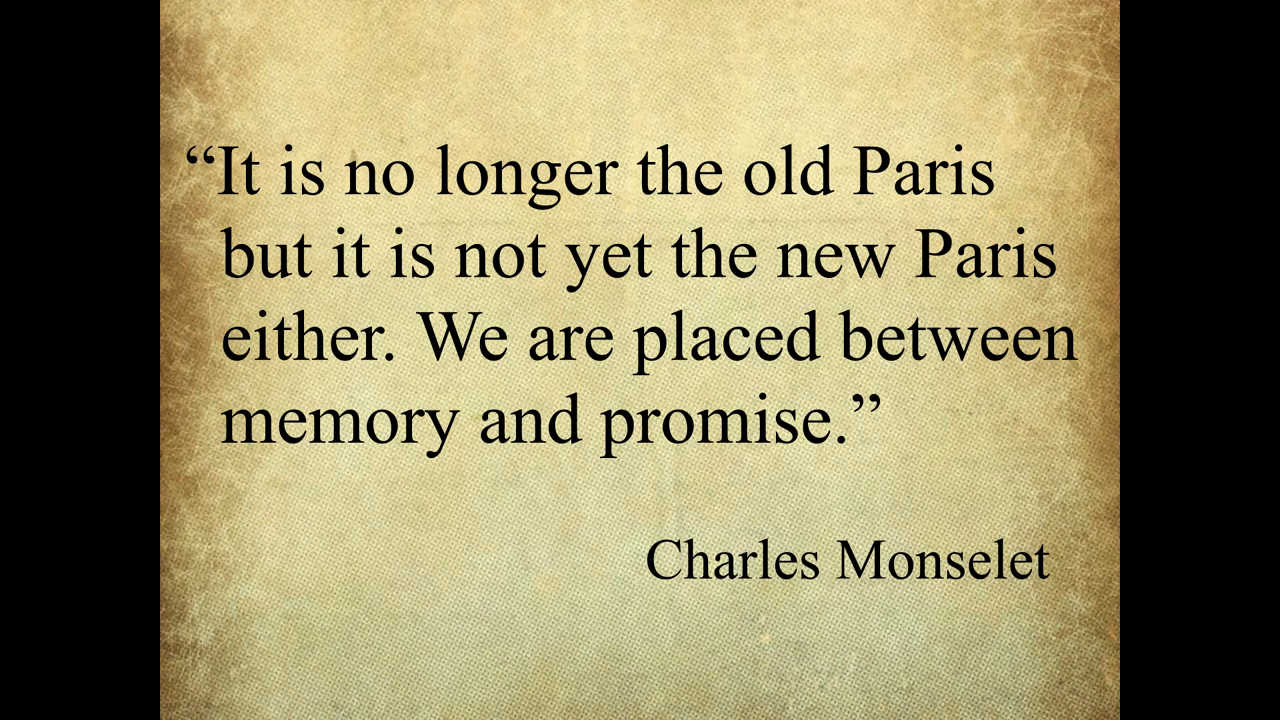 “It is no longer the old Paris
but it is not yet the new Paris
either. We are placed between
memory and promise.”
Charles Monselet